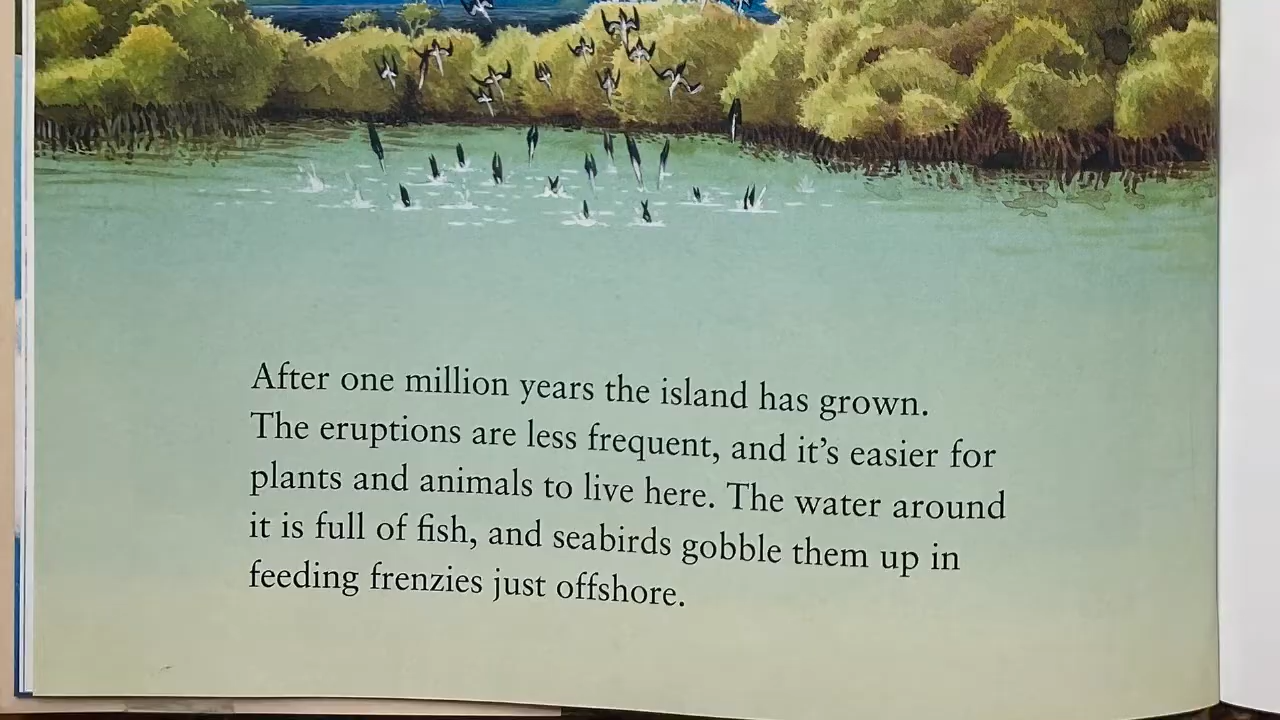 After one million years the island has grown.
The eruptions are less frequent, and it’s easier for
plants and animals to live here. The water around
it is full of fish, and seabirds gobble them up in
feeding frenzies just offshore.